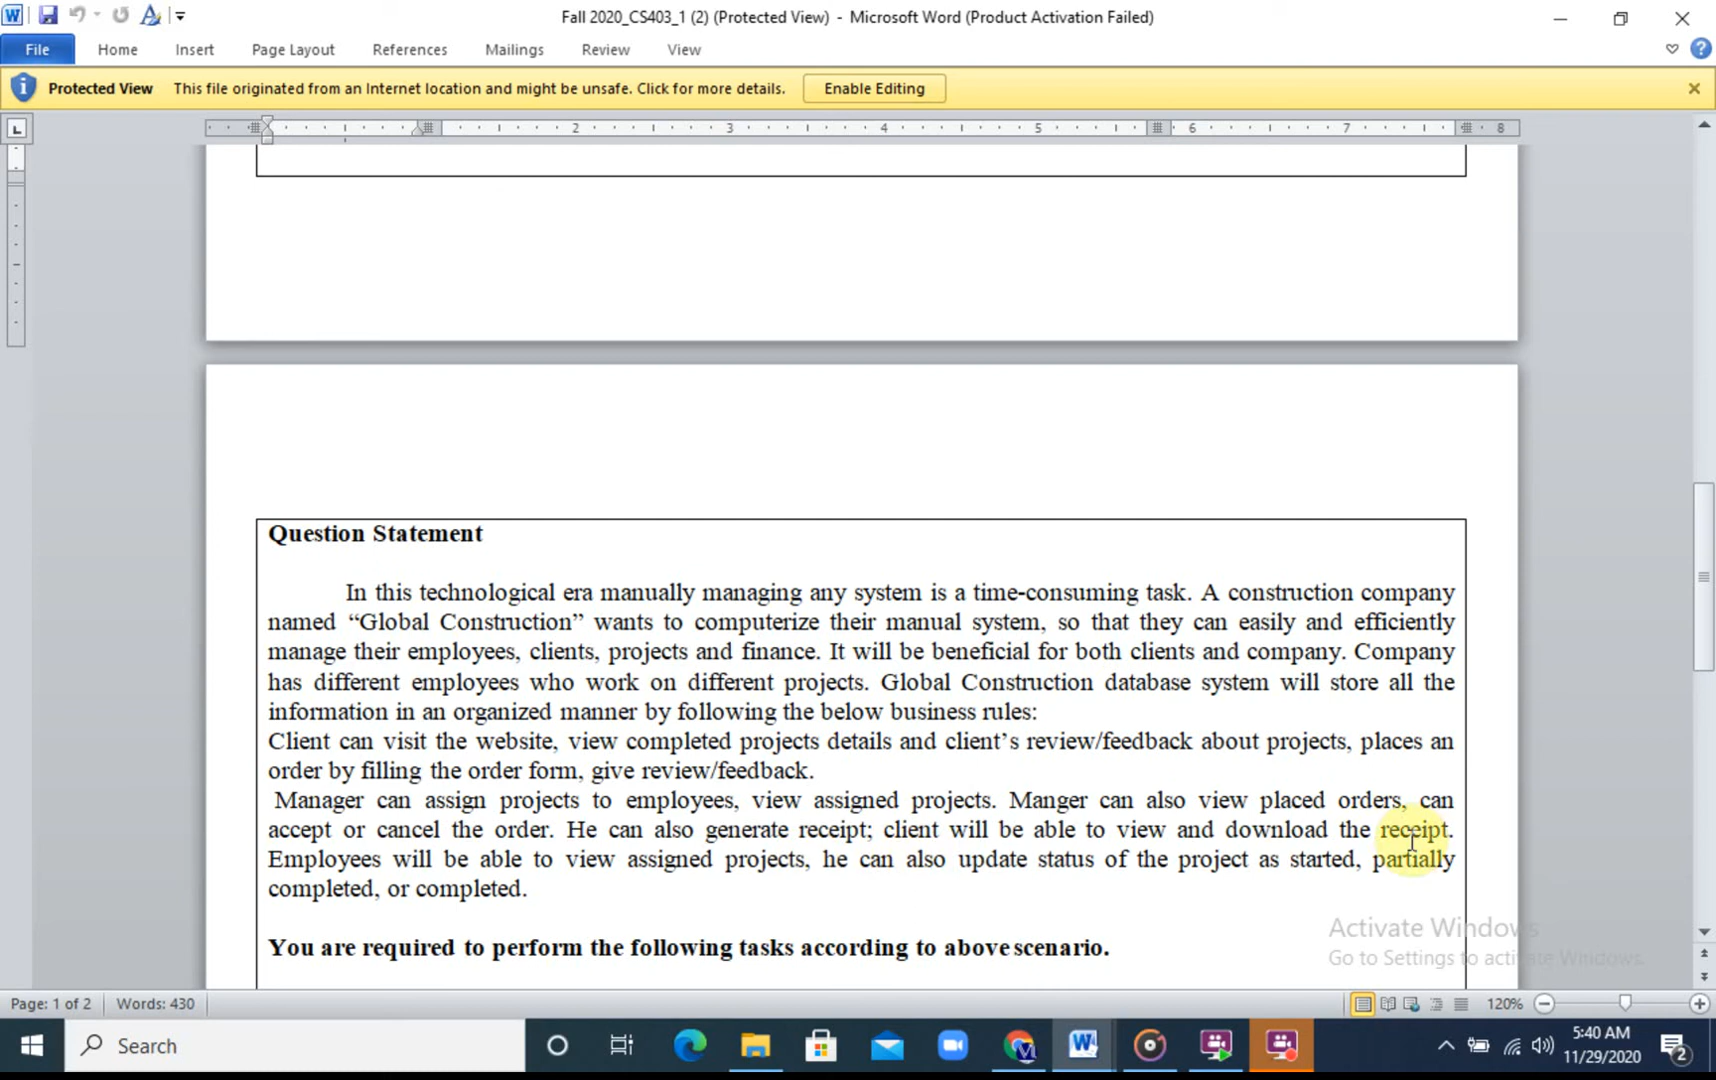 Fall 2020_CS403_1 (2) (Protected View) - Microsoft Word (Product Activation Failed)
File Home Insert Page Layout References Mailings Review View
Protected View This file originated from an Internet location and might be unsafe. Click for more details. Enable Editing
2 3 4 5 6 7 8
Question Statement
In this technological era manually managing any system is a time-consuming task. A construction company
named “Global Construction” wants to computerize their manual system, so that they can easily and efficiently
manage their employees, clients, projects and finance. It will be beneficial for both clients and company. Company
has different employees who work on different projects. Global Construction database system will store all the
information in an organized manner by following the below business rules:
Client can visit the website, view completed projects details and client’s review/feedback about projects, places an
order by filling the order form, give review/feedback.
Manager can assign projects to employees, view assigned projects. Manger can also view placed orders, can
accept or cancel the order. He can also generate receipt; client will be able to view and download the receipt.
Employees will be able to view assigned projects, he can also update status of the project as started, partially
completed, or completed.
You are required to perform the following tasks according to above scenario.
Activate Windows
Go to Settings to activate Windows.
Page: 1 of 2 Words: 430 120%
Search 5:40 AM
11/29/2020 2